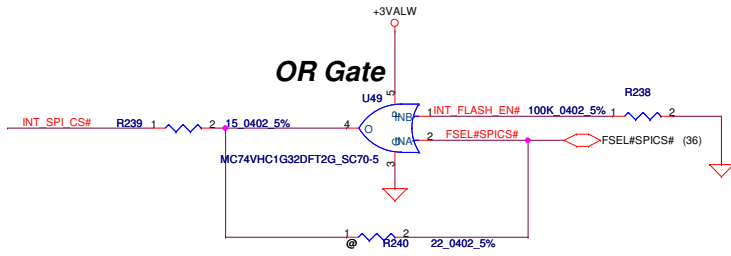 +3VALW
OR Gate
U49
5
R238
INT_SPI_CS#
R239
1
2
15_0402_5%
4
O
P
INB
1
INT_FLASH_EN#
100K_0402_5%
1
2
G
INA
2
FSEL#SPICS#
FSEL#SPICS# (36)
MC74VHC1G32DFT2G_SC70-5
3
1
2
@
R240
22_0402_5%